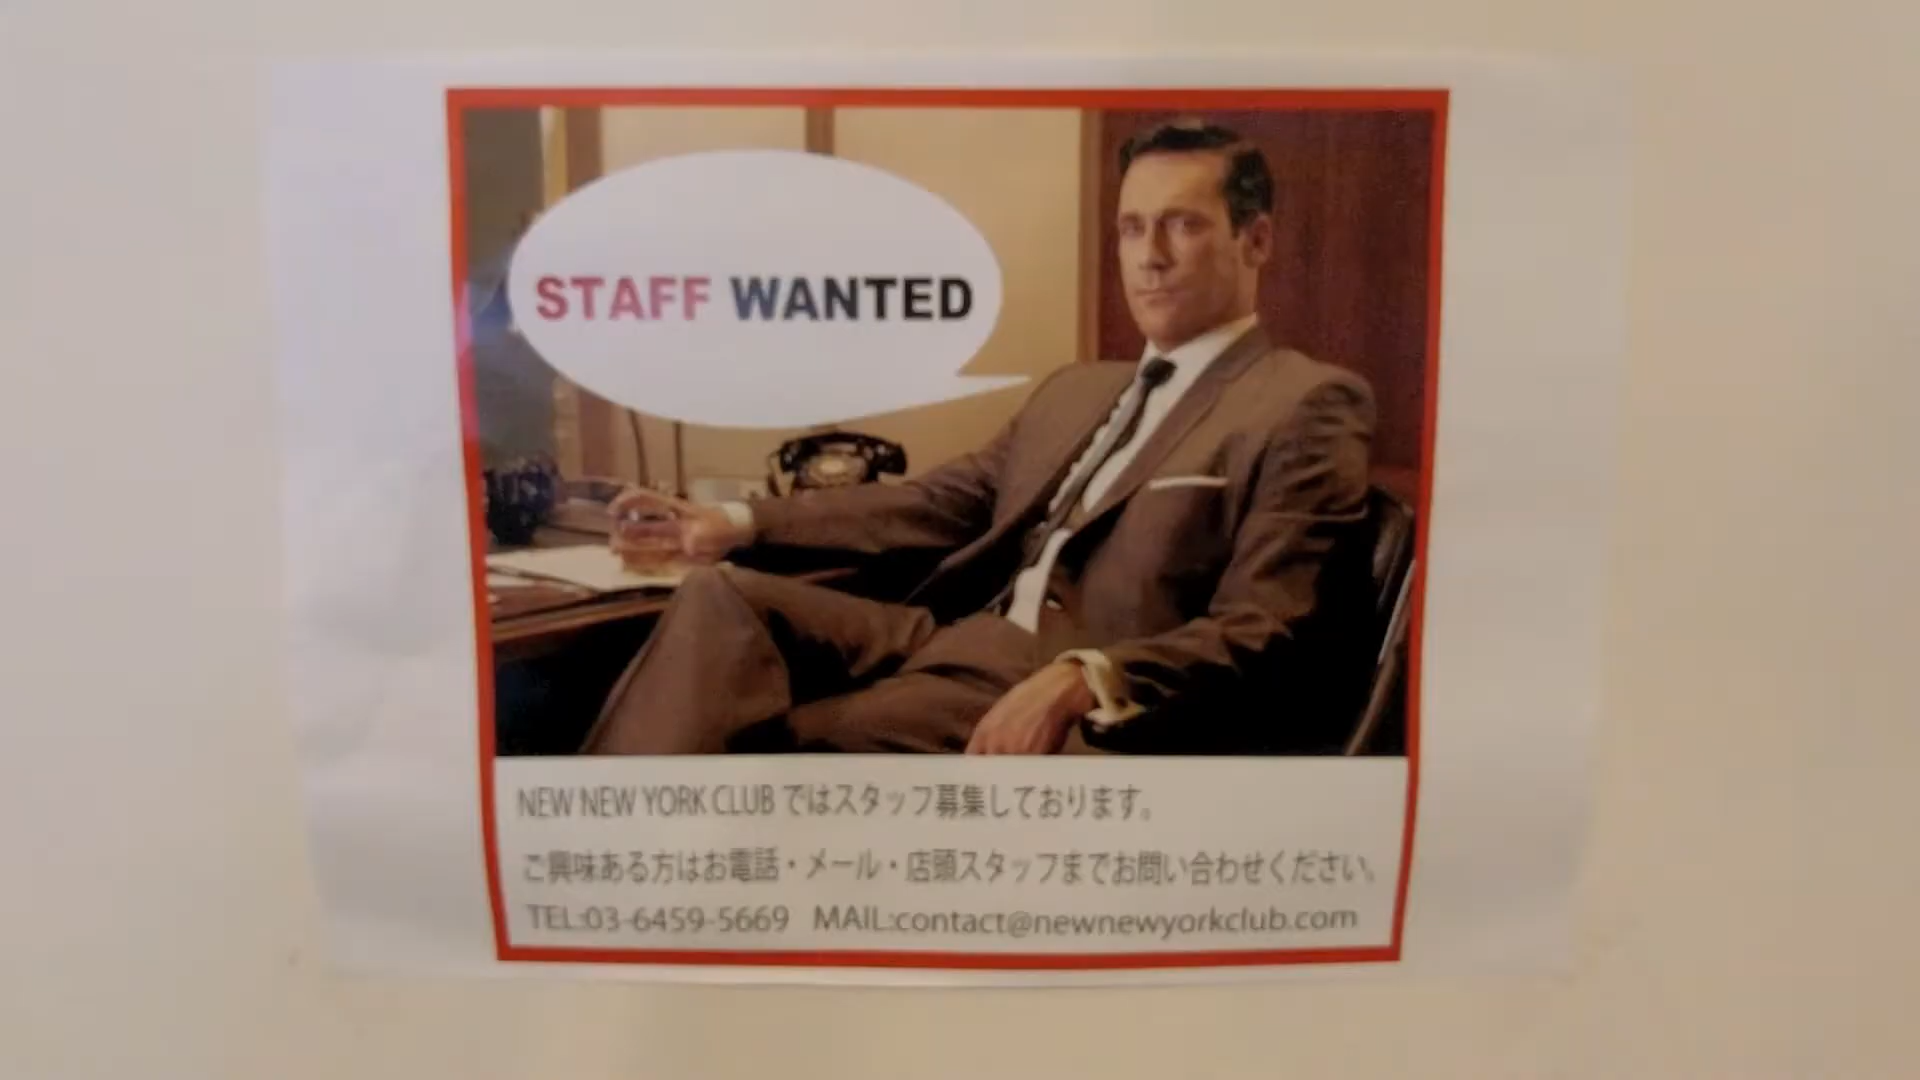 STAFF WANTED
NEW NEW YORK CLUB ではスタッフ募集しております。
ご興味ある方はお電話・メール・店頭スタッフまでお問い合わせください。
TEL:03-6459-5669 MAIL:contact@newnewyorkclub.com